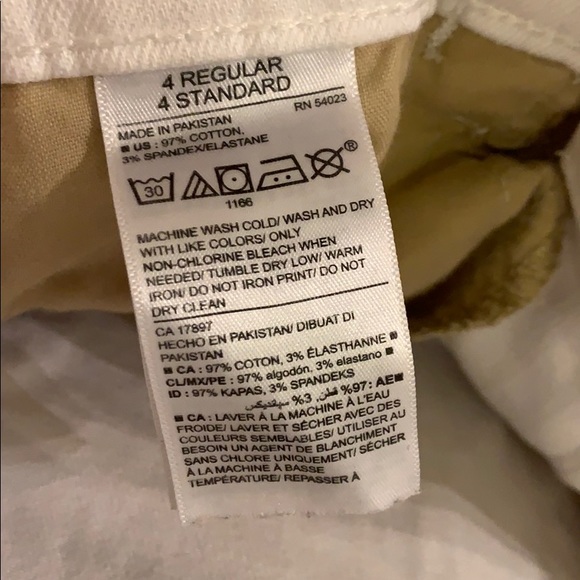 4 REGULAR
4 STANDARD
RN 54023
MADE IN PAKISTAN
■ US : 97% COTTON,
3% SPANDEX/ELASTANE
30
1166
MACHINE WASH COLD/ WASH AND DRY
WITH LIKE COLORS/ ONLY
NON-CHLORINE BLEACH WHEN
NEEDED/ TUMBLE DRY LOW/ WARM
IRON/ DO NOT IRON PRINT/ DO NOT
DRY CLEAN
CA 17897
HECHO EN PAKISTAN/ DIBUAT DI
PAKISTAN
■ CA : 97% COTON, 3% ÉLASTHANNE ■
CL/MX/PE : 97% algodón, 3% elastano ■
ID : 97% KAPAS, 3% SPANDEKS
■AE :97% قطن, 3% سبانديكس
■ CA : LAVER À LA MACHINE À L'EAU
FROIDE/ LAVER ET SÉCHER AVEC DES
COULEURS SEMBLABLES/ UTILISER AU
BESOIN UN AGENT DE BLANCHIMENT
SANS CHLORE UNIQUEMENT/ SÉCHER
À LA MACHINE À BASSE
TEMPÉRATURE/ REPASSER À